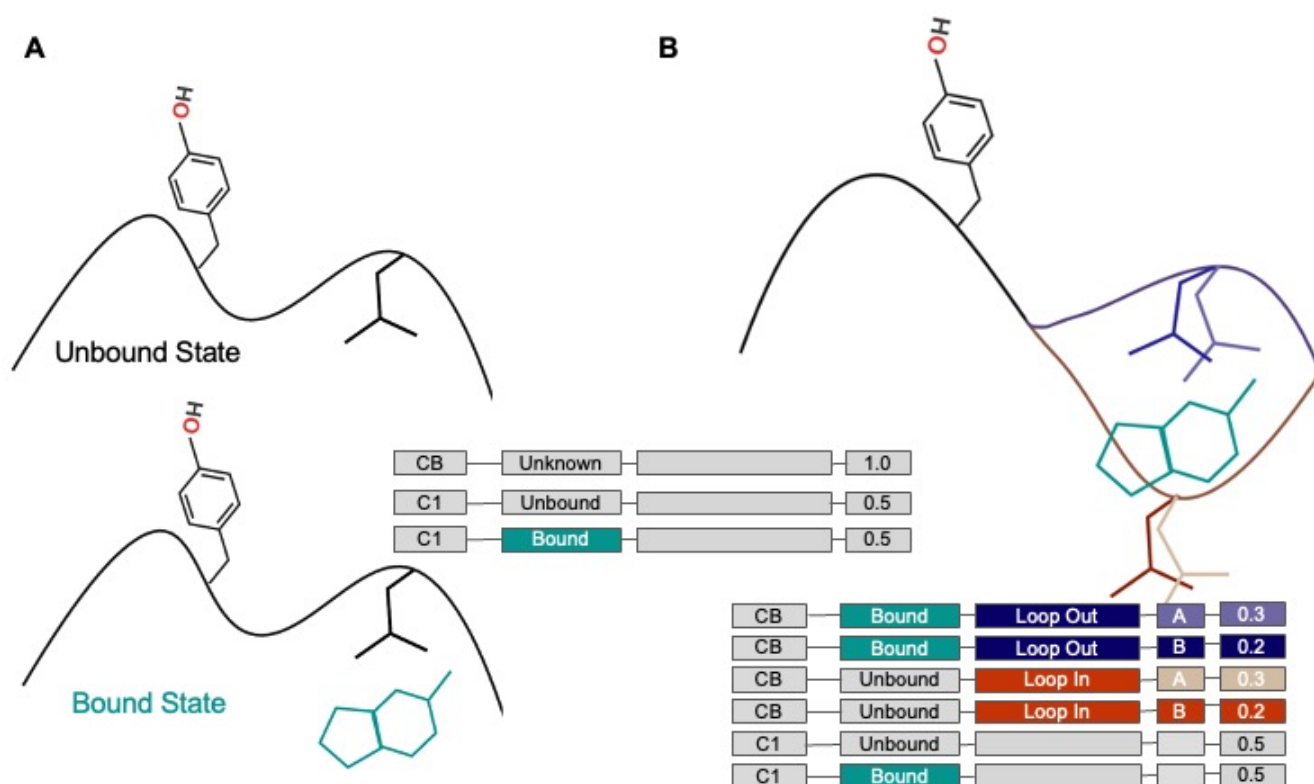 A
B
OH
OH
Unbound State
OH
Bound State
CB Unknown 1.0
C1 Unbound 0.5
C1 Bound 0.5
CB Bound Loop Out A 0.3
CB Bound Loop Out B 0.2
CB Unbound Loop In A 0.3
CB Unbound Loop In B 0.2
C1 Unbound 0.5
C1 Bound 0.5